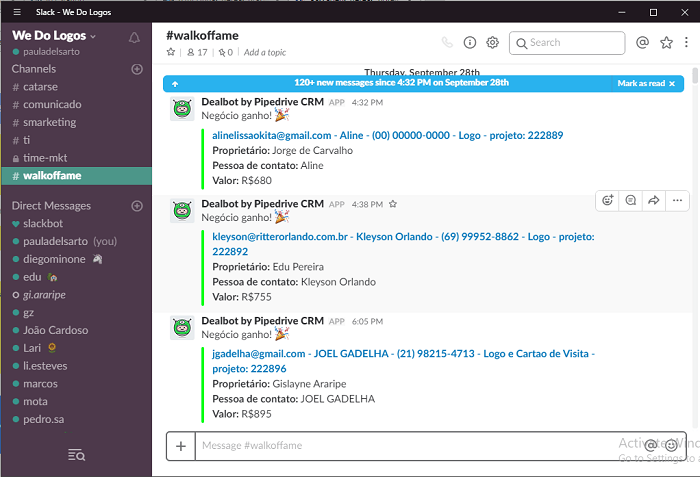 Slack - We Do Logos
We Do Logos
pauladelsarto
Channels
# catarse
# comunicado
# smarketing
# ti
time-mkt
# walkoffame
Direct Messages
slackbot
pauladelsarto (you)
diegominone
edu
gi.araripe
gz
João Cardoso
Lari
li.esteves
marcos
mota
pedro.sa
#walkoffame
17
0
Add a topic
Search
Thursday, September 28th
120+ new messages since 4:32 PM on September 28th
Mark as read
Dealbot by Pipedrive CRM APP 4:32 PM
Negócio ganho!
alinelissaokita@gmail.com - Aline - (00) 00000-0000 - Logo - projeto: 222889
Proprietário: Jorge de Carvalho
Pessoa de contato: Aline
Valor: R$680
Dealbot by Pipedrive CRM APP 4:38 PM
Negócio ganho!
kleyson@ritterorlando.com.br - Kleyson Orlando - (69) 99952-8862 - Logo - projeto:
222892
Proprietário: Edu Pereira
Pessoa de contato: Kleyson Orlando
Valor: R$755
Dealbot by Pipedrive CRM APP 6:05 PM
Negócio ganho!
jgadelha@gmail.com - JOEL GADELHA - (21) 98215-4713 - Logo e Cartao de Visita -
projeto: 222896
Proprietário: Gislayne Araripe
Pessoa de contato: JOEL GADELHA
Valor: R$895
Message #walkoffame
Activate Wind
Go to Settings to a